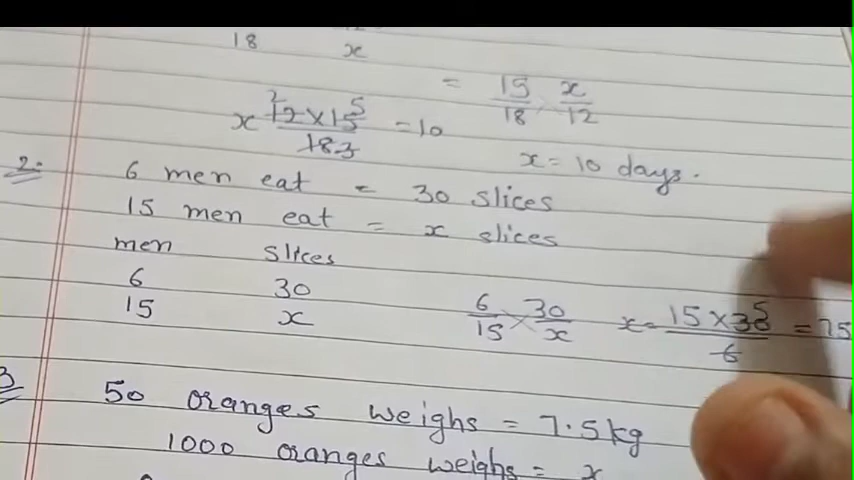 18 x
= 15/18 x/12
x 12×15/18 = 10
x = 10 days.
2. 6 men eat = 30 slices
15 men eat = x slices
men slices
6 30
15 x
6/15 × 30/x x = 15×30/6 = 75
3 50 oranges weighs = 7.5kg
1000 oranges weighs = x